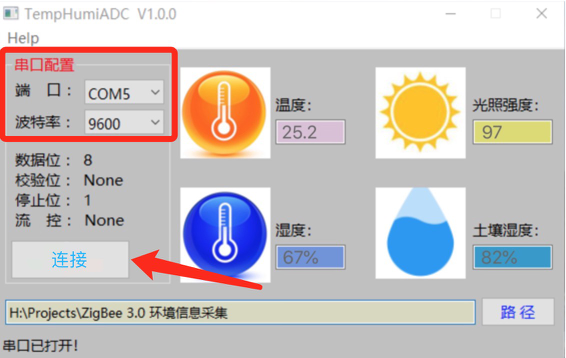 TempHumiADC V1.0.0
Help
串口配置
端 口： COM5
波特率： 9600
数据位： 8
校验位： None
停止位： 1
流 控： None
连接
温度：
25.2
光照强度：
97
湿度：
67%
土壤湿度：
82%
H:\Projects\ZigBee 3.0 环境信息采集
路 径
串口已打开！